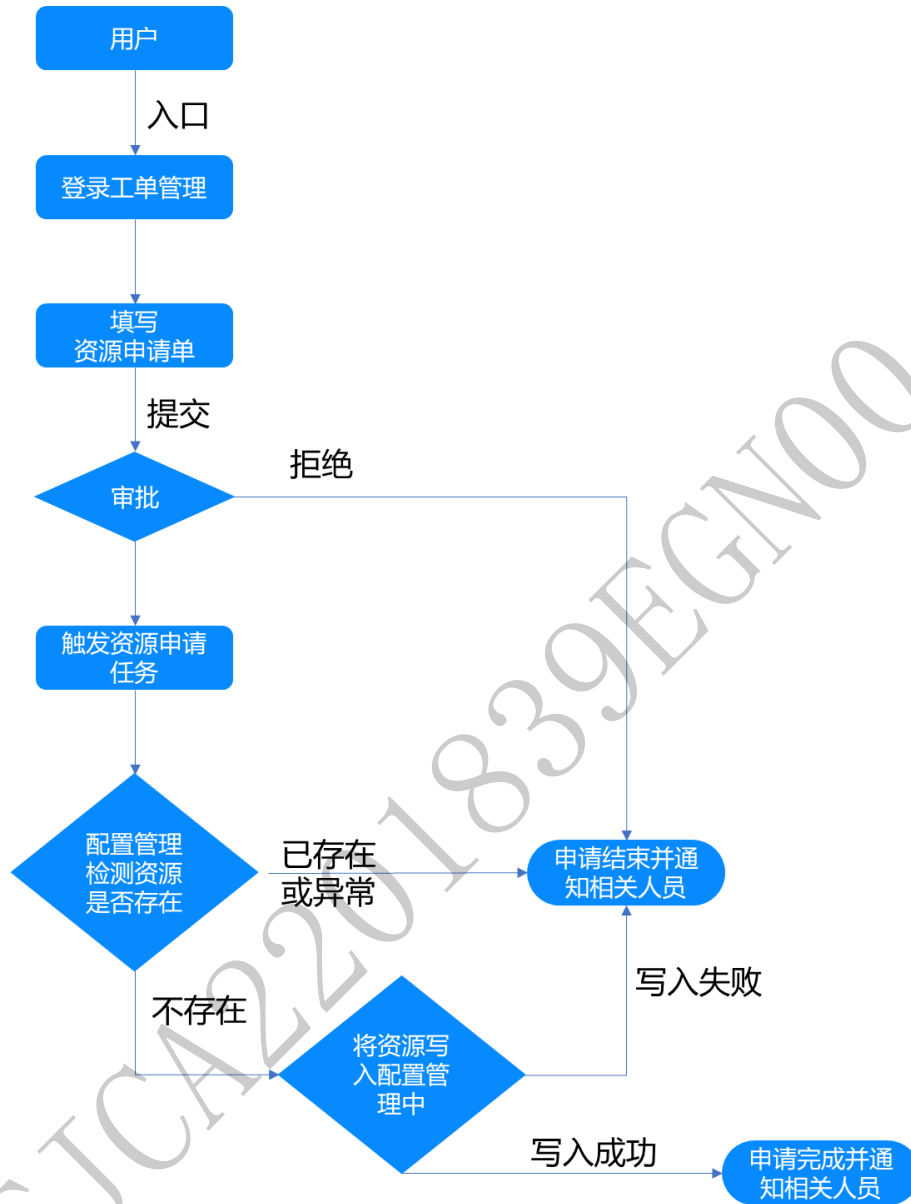 用户
入口
登录工单管理
填写
资源申请单
提交
审批
拒绝
触发资源申请
任务
配置管理
检测资源
是否存在
已存在
或异常
申请结束并通
知相关人员
不存在
将资源写
入配置管
理中
写入失败
写入成功
申请完成并通
知相关人员
JCA2201839EGN00